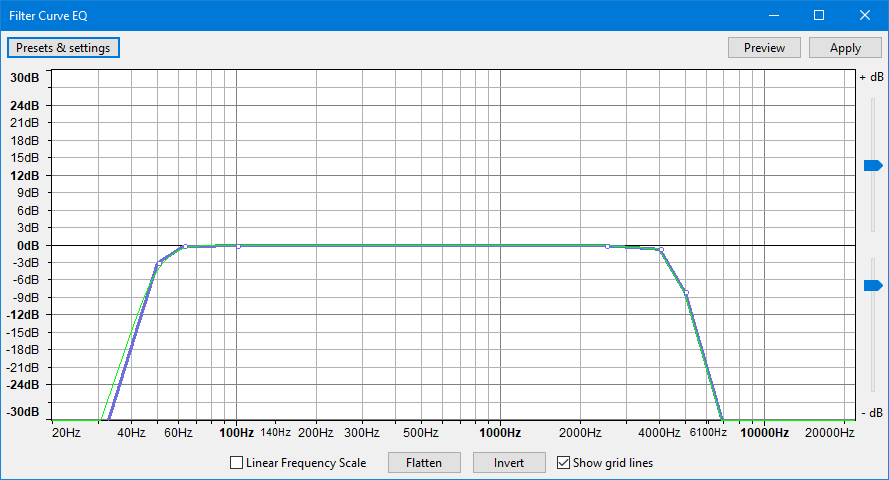 Filter Curve EQ
Presets & settings Preview Apply
30dB + dB
24dB
21dB
18dB
15dB
12dB
9dB
6dB
3dB
0dB
-3dB
-6dB
-9dB
-12dB
-15dB
-18dB
-21dB
-24dB
-30dB - dB
20Hz 40Hz 60Hz 100Hz 140Hz 200Hz 300Hz 500Hz 1000Hz 2000Hz 4000Hz 6100Hz 10000Hz 20000Hz
Linear Frequency Scale Flatten Invert Show grid lines